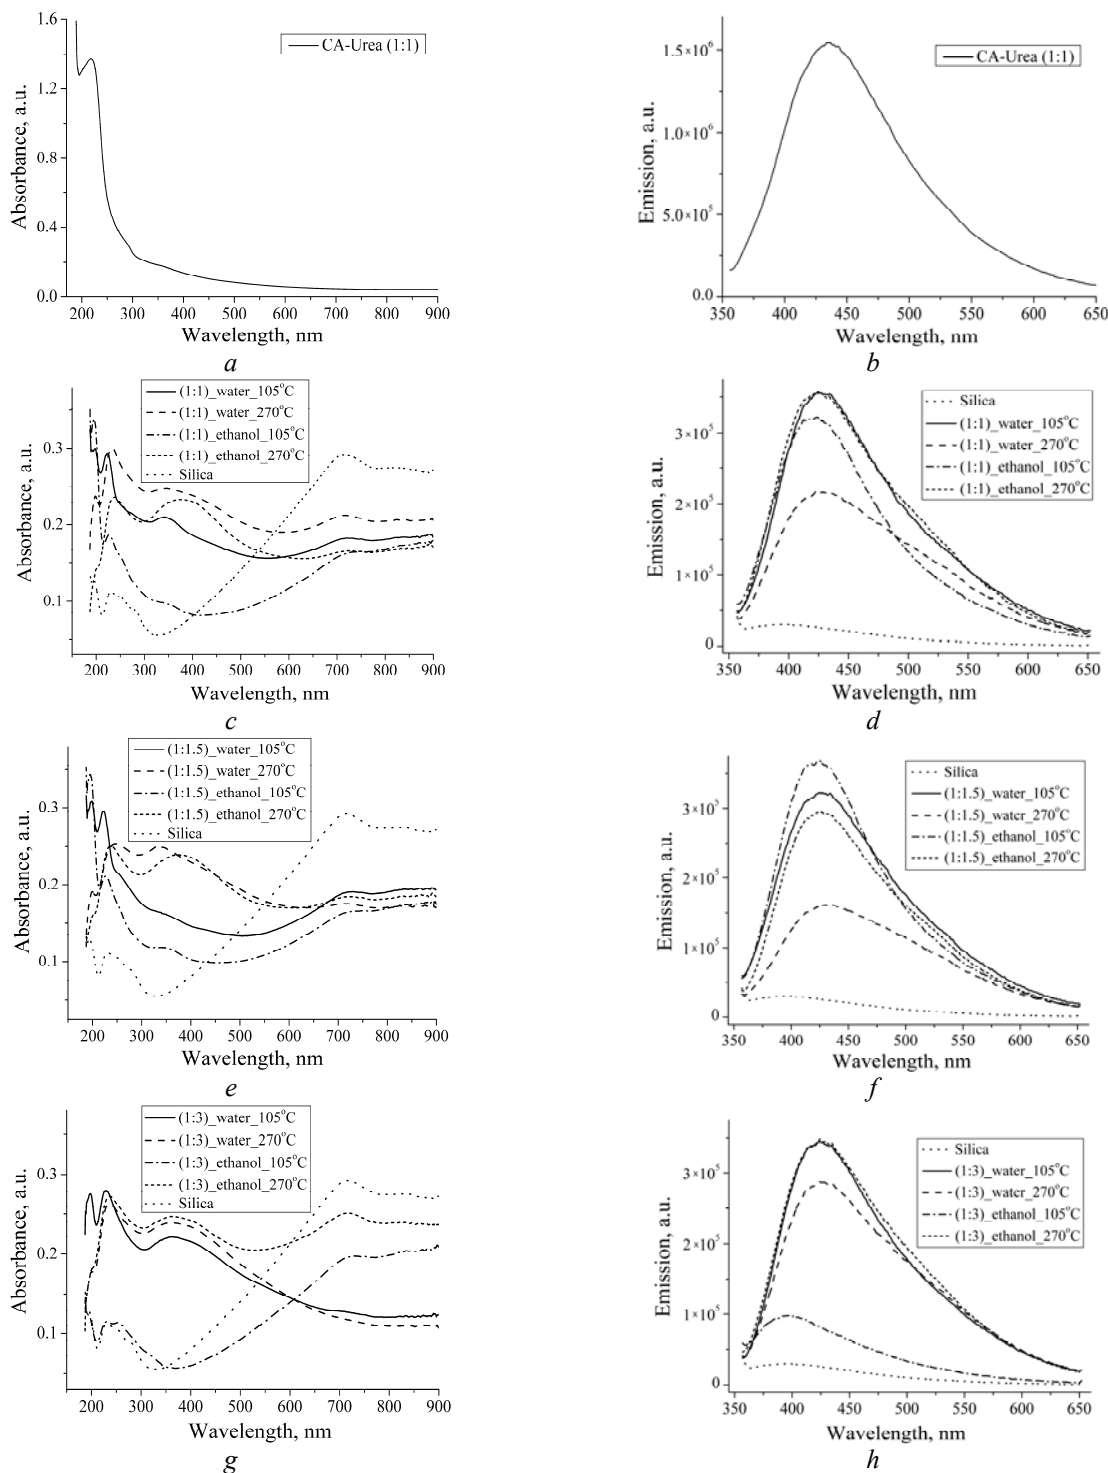 1.6
1.2
0.8
0.4
0.0
Absorbance, a.u.
CA-Urea (1:1)
200 300 400 500 600 700 800 900
Wavelength, nm
a
1.5×10⁶
1.0×10⁶
5.0×10⁵
0.0
Emission, a.u.
CA-Urea (1:1)
400 450 500 550 600 650
Wavelength, nm
b
0.3
0.2
0.1
Absorbance, a.u.
(1:1)_water_105°C
(1:1)_water_270°C
(1:1)_ethanol_105°C
(1:1)_ethanol_270°C
Silica
200 300 400 500 600 700 800 900
Wavelength, nm
c
3×10⁵
2×10⁵
1×10⁵
0
Emission, a.u.
Silica
(1:1)_water_105°C
(1:1)_water_270°C
(1:1)_ethanol_105°C
(1:1)_ethanol_270°C
350 400 450 500 550 600 650
Wavelength, nm
d
0.3
0.2
0.1
Absorbance, a.u.
(1:1.5)_water_105°C
(1:1.5)_water_270°C
(1:1.5)_ethanol_105°C
(1:1.5)_ethanol_270°C
Silica
200 300 400 500 600 700 800 900
Wavelength, nm
e
3×10⁵
2×10⁵
1×10⁵
0
Emission, a.u.
Silica
(1:1.5)_water_105°C
(1:1.5)_water_270°C
(1:1.5)_ethanol_105°C
(1:1.5)_ethanol_270°C
350 400 450 500 550 600 650
Wavelength, nm
f
0.3
0.2
0.1
Absorbance, a.u.
(1:3)_water_105°C
(1:3)_water_270°C
(1:3)_ethanol_105°C
(1:3)_ethanol_270°C
Silica
200 300 400 500 600 700 800 900
Wavelength, nm
g
3×10⁵
2×10⁵
1×10⁵
0
Emission, a.u.
Silica
(1:3)_water_105°C
(1:3)_water_270°C
(1:3)_ethanol_105°C
(1:3)_ethanol_270°C
350 400 450 500 550 600 650
Wavelength, nm
h